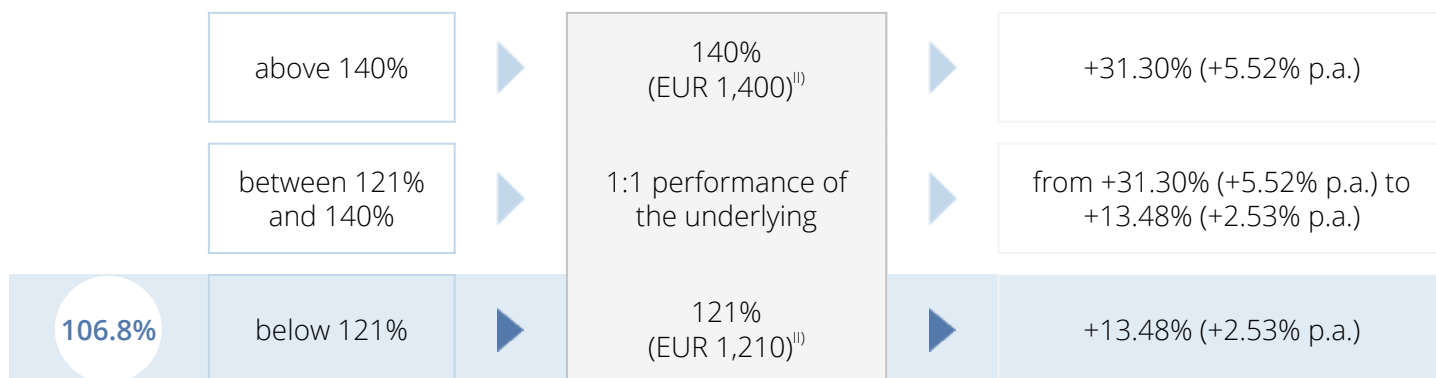 above 140%
140%
(EUR 1,400)II)
+31.30% (+5.52% p.a.)
between 121%
and 140%
1:1 performance of
the underlying
from +31.30% (+5.52% p.a.) to
+13.48% (+2.53% p.a.)
106.8%
below 121%
121%
(EUR 1,210)II)
+13.48% (+2.53% p.a.)